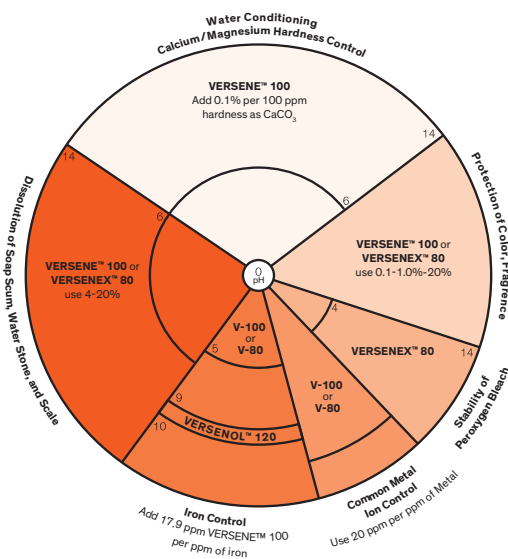 Water Conditioning
Calcium/Magnesium Hardness Control
VERSENE™ 100
Add 0.1% per 100 ppm
hardness as CaCO₃
14
6
Protection of Color, Fragrence
VERSENE™ 100 or
VERSENEX™ 80
use 0.1-1.0%-20%
4
VERSENEX™ 80
14
Stability of
Peroxygen Bleach
V-100
or
V-80
Common Metal
Ion Control
Use 20 ppm per ppm of Metal
0
pH
V-100
or
V-80
5
9
VERSENOL™ 120
10
Iron Control
Add 17.9 ppm VERSENE™ 100
per ppm of iron
14
6
VERSENE™ 100 or
VERSENEX™ 80
use 4-20%
Dissolution of Soap Scum, Water Stone, and Scale